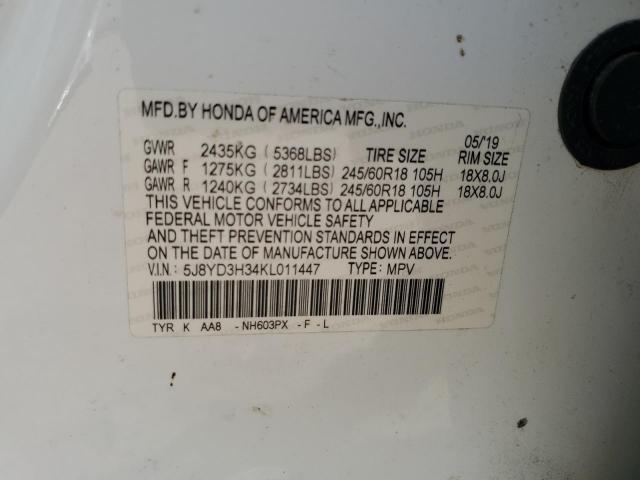 MFD.BY HONDA OF AMERICA MFG.,INC.
05/'19
GVWR 2435KG (5368LBS) TIRE SIZE RIM SIZE
GAWR F 1275KG (2811LBS) 245/60R18 105H 18X8.0J
GAWR R 1240KG (2734LBS) 245/60R18 105H 18X8.0J
THIS VEHICLE CONFORMS TO ALL APPLICABLE
FEDERAL MOTOR VEHICLE SAFETY
AND THEFT PREVENTION STANDARDS IN EFFECT
ON THE DATE OF MANUFACTURE SHOWN ABOVE.
V.I.N.: 5J8YD3H34KL011447 TYPE: MPV
TYR K AA8 -NH603PX -F -L